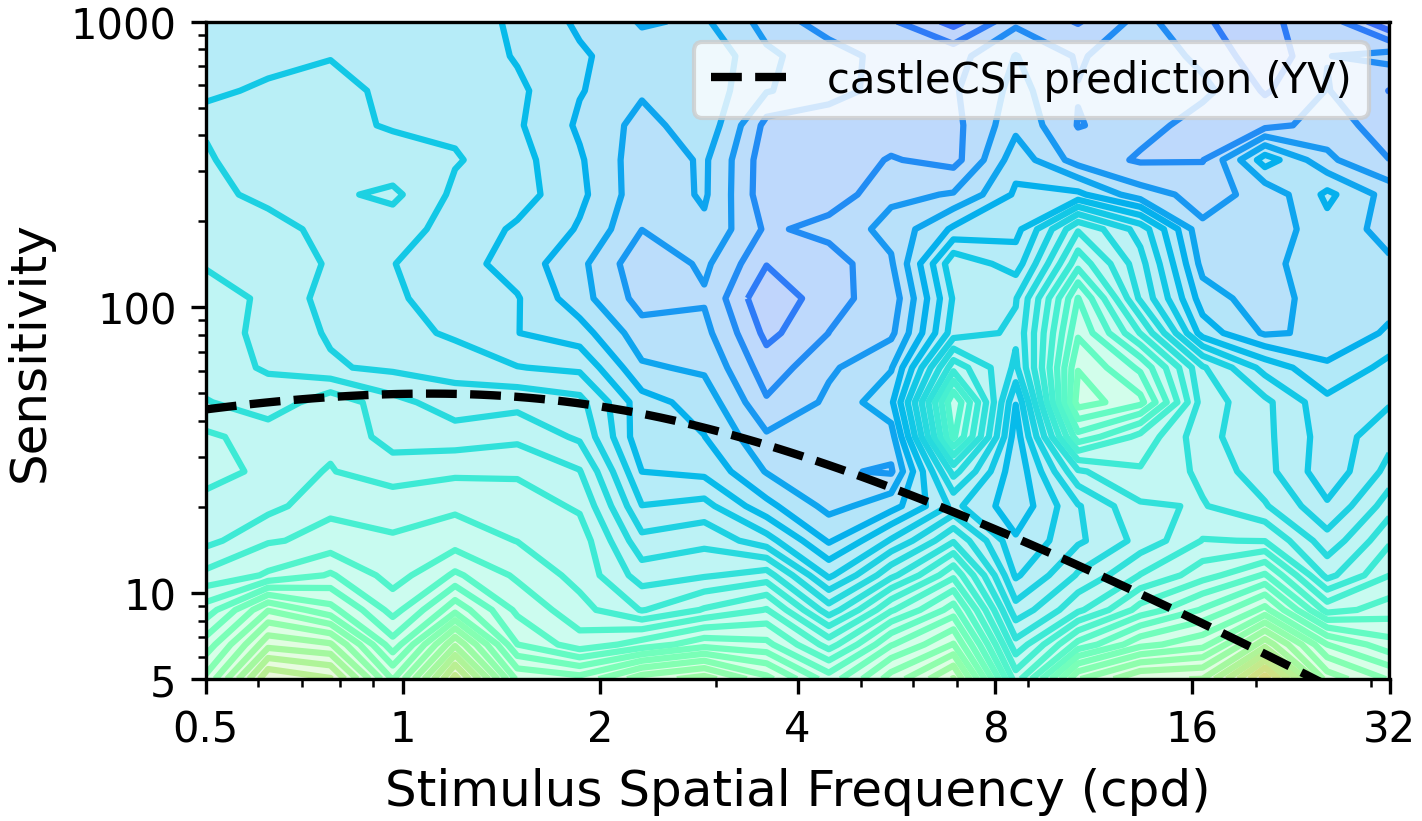 1000
castleCSF prediction (YV)
Sensitivity
100
10
5
0.5 1 2 4 8 16 32
Stimulus Spatial Frequency (cpd)